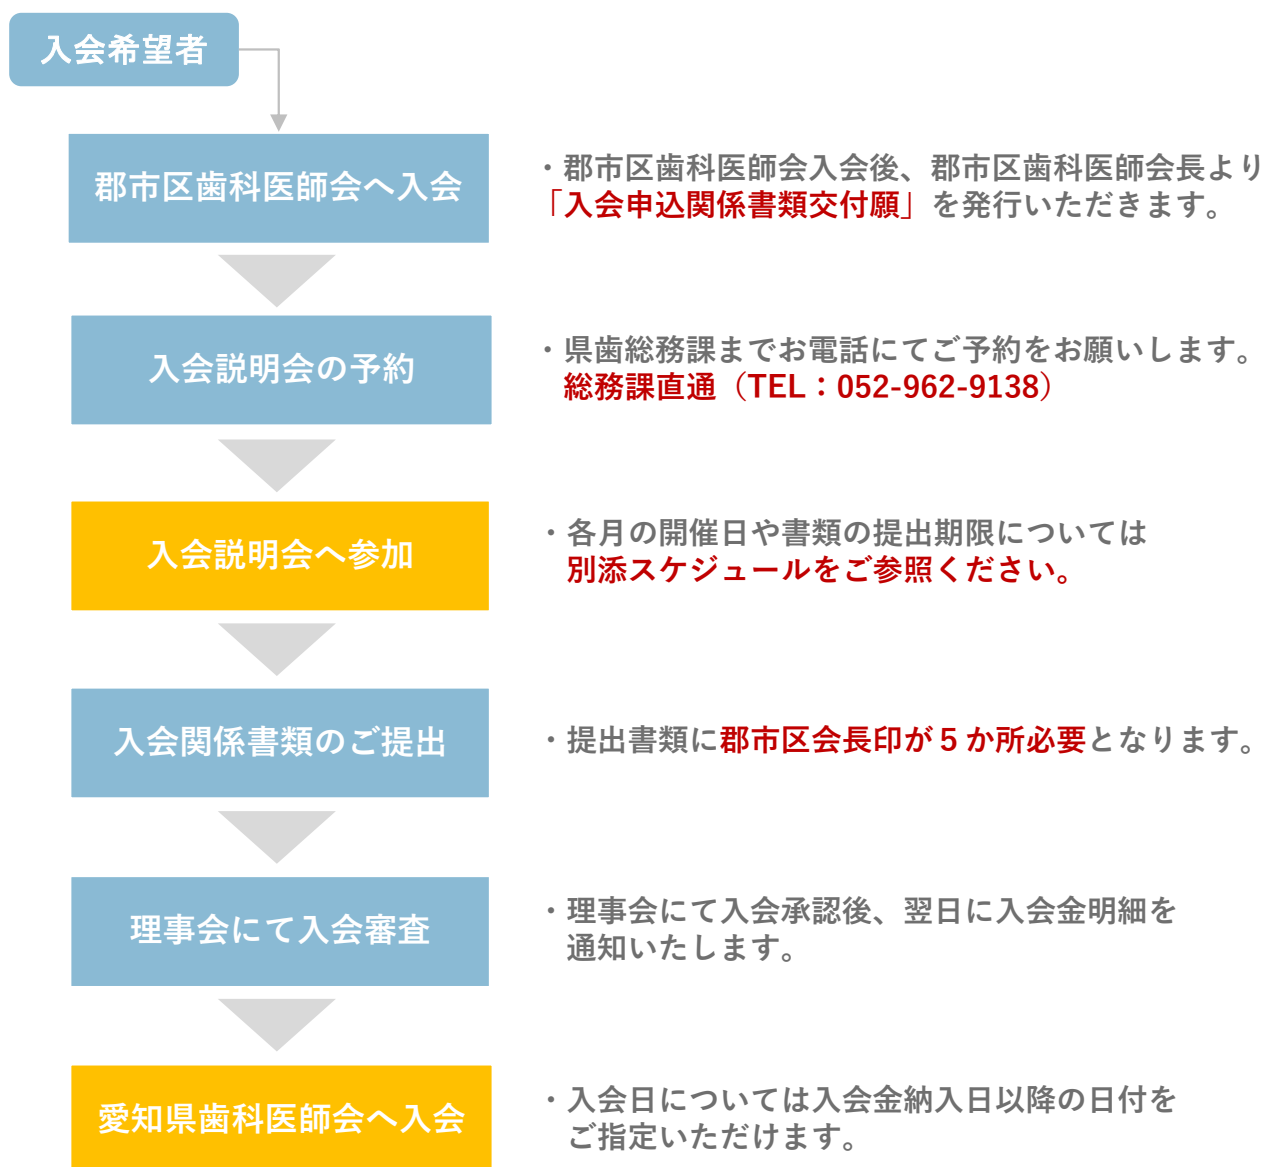 入会希望者
郡市区歯科医師会へ入会
・郡市区歯科医師会入会後、郡市区歯科医師会長より
「入会申込関係書類交付願」を発行いただきます。
入会説明会の予約
・県歯総務課までお電話にてご予約をお願いします。
総務課直通（TEL：052-962-9138）
入会説明会へ参加
・各月の開催日や書類の提出期限については
別添スケジュールをご参照ください。
入会関係書類のご提出
・提出書類に郡市区会長印が５か所必要となります。
理事会にて入会審査
・理事会にて入会承認後、翌日に入会金明細を
通知いたします。
愛知県歯科医師会へ入会
・入会日については入会金納入日以降の日付を
ご指定いただけます。